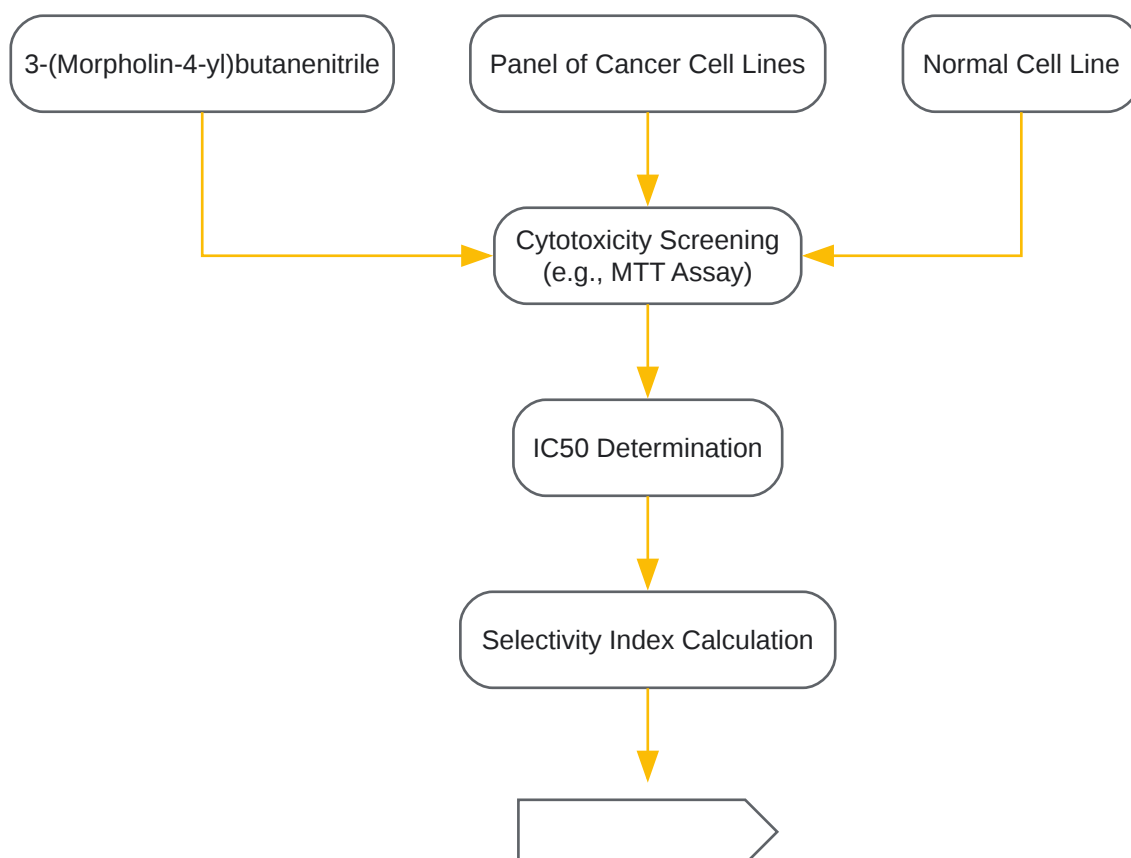 3-(Morpholin-4-yl)butanenitrile
Panel of Cancer Cell Lines
Normal Cell Line
Cytotoxicity Screening
(e.g., MTT Assay)
IC50 Determination
Selectivity Index Calculation